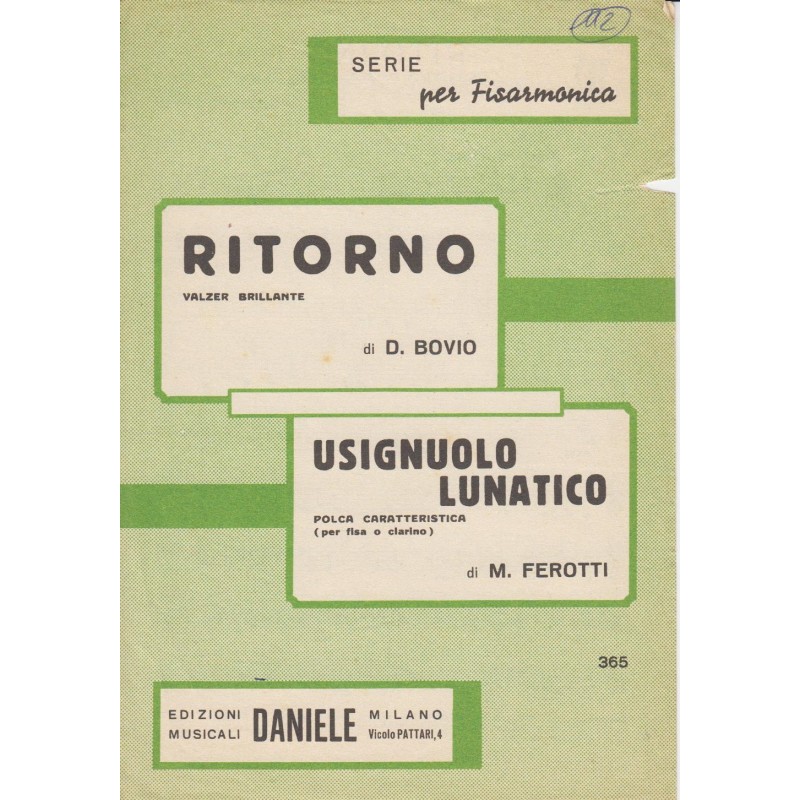 112
SERIE
per Fisarmonica
RITORNO
VALZER BRILLANTE
di D. BOVIO
USIGNUOLO
LUNATICO
POLCA CARATTERISTICA
(per fisa o clarino)
di M. FEROTTI
365
EDIZIONI MUSICALI
DANIELE
MILANO
Vicolo PATTARI, 4